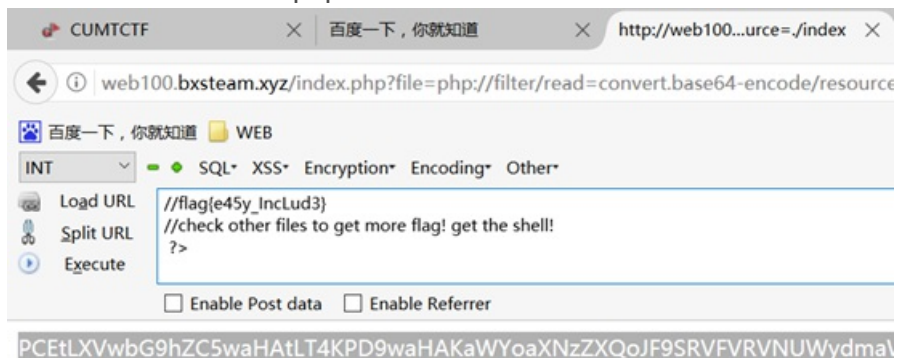 CUMTCTF
百度一下，你就知道
http://web100...urce=./index
web100.bxsteam.xyz/index.php?file=php://filter/read=convert.base64-encode/resource
百度一下，你就知道 WEB
INT SQL XSS Encryption Encoding Other
Load URL
Split URL
Execute
//flag{e45y_IncLud3}
//check other files to get more flag! get the shell!
?>
Enable Post data Enable Referrer
PCEtLXVwbG9hZC5waHAtLT4KPD9waHAKaWYoaXNzZXQoJF9SRVFVRVNUWydmaV